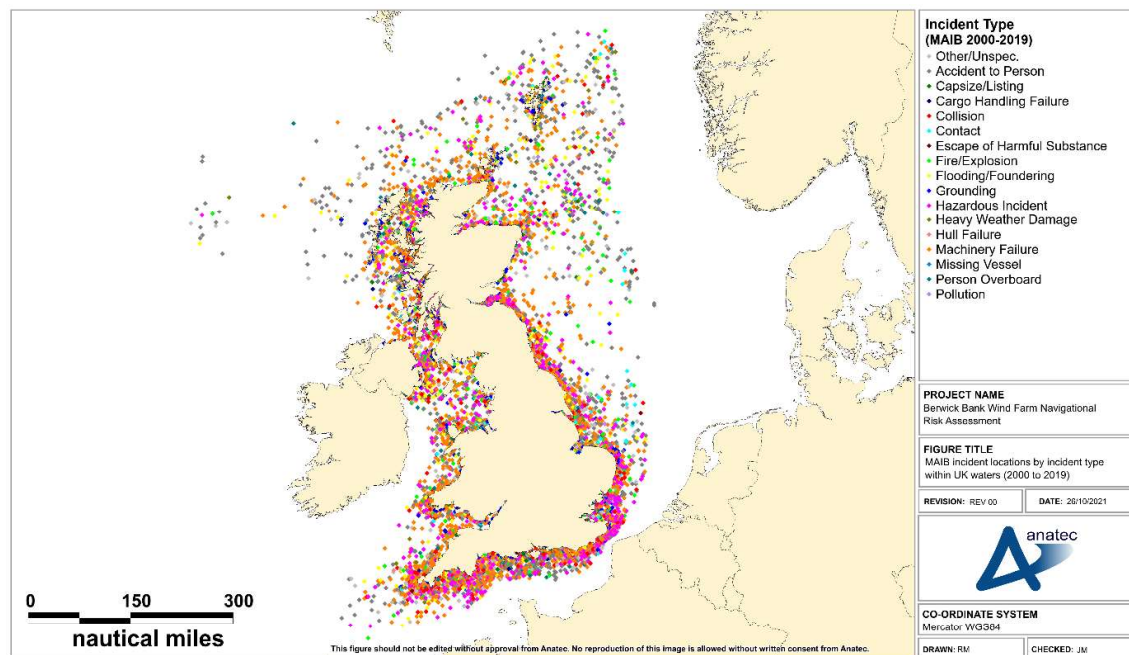 Incident Type
(MAIB 2000-2019)
Other/Unspec.
Accident to Person
Capsize/Listing
Cargo Handling Failure
Collision
Contact
Escape of Harmful Substance
Fire/Explosion
Flooding/Foundering
Grounding
Hazardous Incident
Heavy Weather Damage
Hull Failure
Machinery Failure
Missing Vessel
Person Overboard
Pollution
PROJECT NAME
Berwick Bank Wind Farm Navigational
Risk Assessment
FIGURE TITLE
MAIB incident locations by incident type
within UK waters (2000 to 2019)
REVISION: REV 00
DATE: 26/10/2021
anatec
CO-ORDINATE SYSTEM
Mercator WGS84
DRAWN: RM
CHECKED: JM
0 150 300
nautical miles
This figure should not be edited without approval from Anatec. No reproduction of this image is allowed without written consent from Anatec.